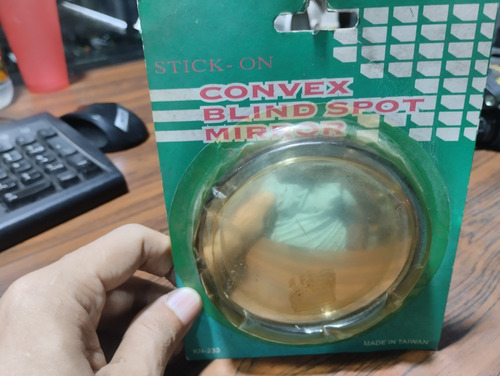 STICK-ON
CONVEX
BLIND SPOT
MIRROR
MADE IN TAIWAN